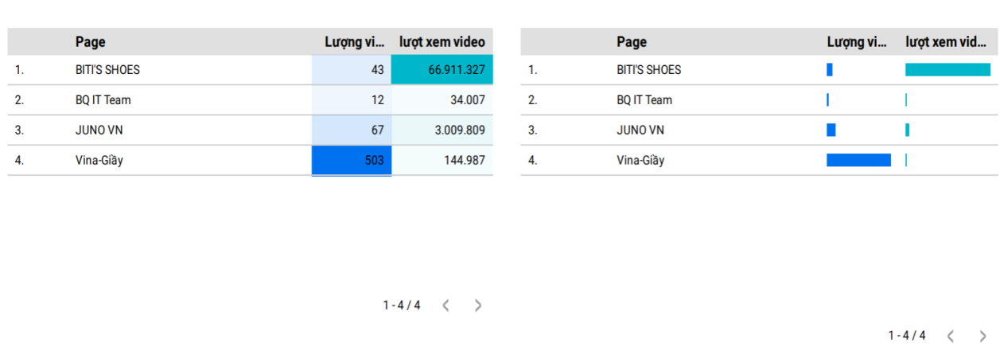 Page Lượng vi... lượt xem video
1. BITI'S SHOES 43 66.911.327
2. BQ IT Team 12 34.007
3. JUNO VN 67 3.009.809
4. Vina-Giầy 503 144.987
1 - 4 / 4
Page Lượng vi... lượt xem vid...
1. BITI'S SHOES
2. BQ IT Team
3. JUNO VN
4. Vina-Giầy
1 - 4 / 4